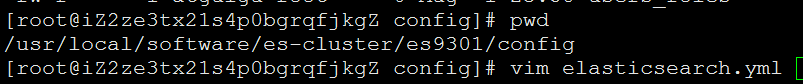 [root@iZ2ze3tx21s4p0bgrqfjkgZ config]# pwd
/usr/local/software/es-cluster/es9301/config
[root@iZ2ze3tx21s4p0bgrqfjkgZ config]# vim elasticsearch.yml